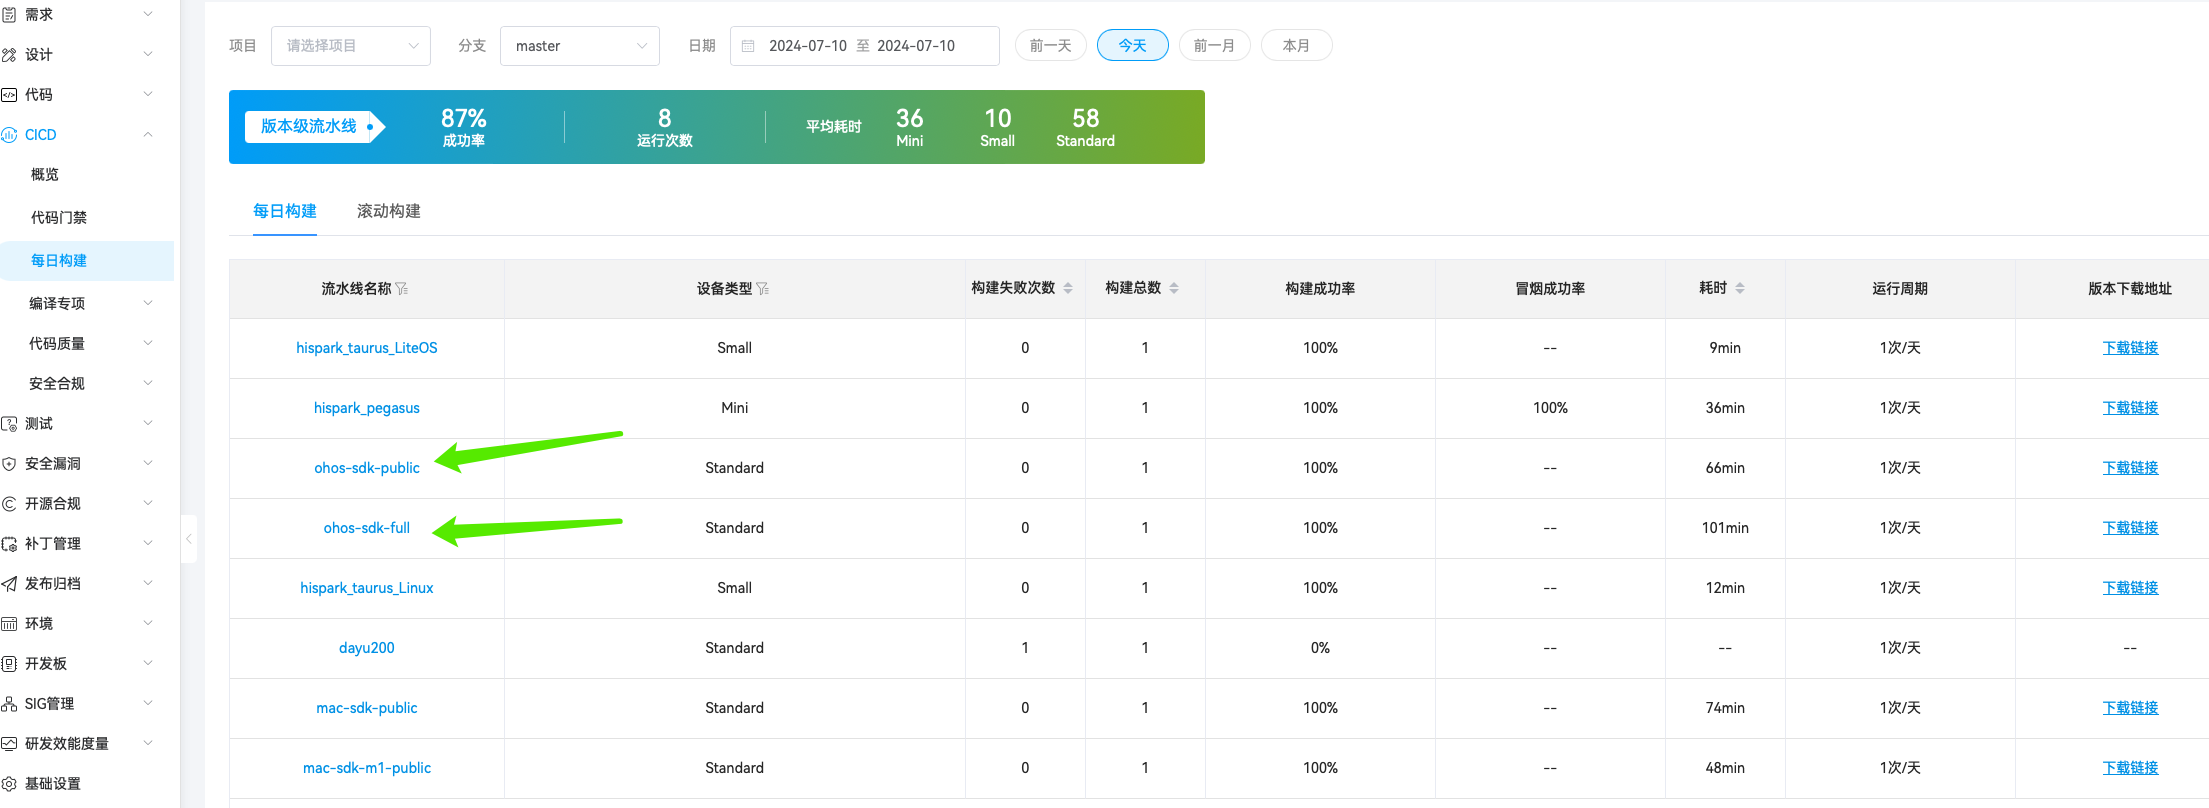 需求
设计
代码
CICD
概览
代码门禁
每日构建
编译专项
代码质量
安全合规
测试
安全漏洞
开源合规
补丁管理
发布归档
环境
开发板
SIG管理
研发效能度量
基础设置
项目 请选择项目 分支 master 日期 2024-07-10 至 2024-07-10 前一天 今天 前一月 本月
版本级流水线 87% 成功率 8 运行次数 平均耗时 36 Mini 10 Small 58 Standard
每日构建 滚动构建
流水线名称 设备类型 构建失败次数 构建总数 构建成功率 冒烟成功率 耗时 运行周期 版本下载地址
hispark_taurus_LiteOS Small 0 1 100% -- 9min 1次/天 下载链接
hispark_pegasus Mini 0 1 100% 100% 36min 1次/天 下载链接
ohos-sdk-public Standard 0 1 100% -- 66min 1次/天 下载链接
ohos-sdk-full Standard 0 1 100% -- 101min 1次/天 下载链接
hispark_taurus_Linux Small 0 1 100% -- 12min 1次/天 下载链接
dayu200 Standard 1 1 0% -- -- 1次/天 --
mac-sdk-public Standard 0 1 100% -- 74min 1次/天 下载链接
mac-sdk-m1-public Standard 0 1 100% -- 48min 1次/天 下载链接